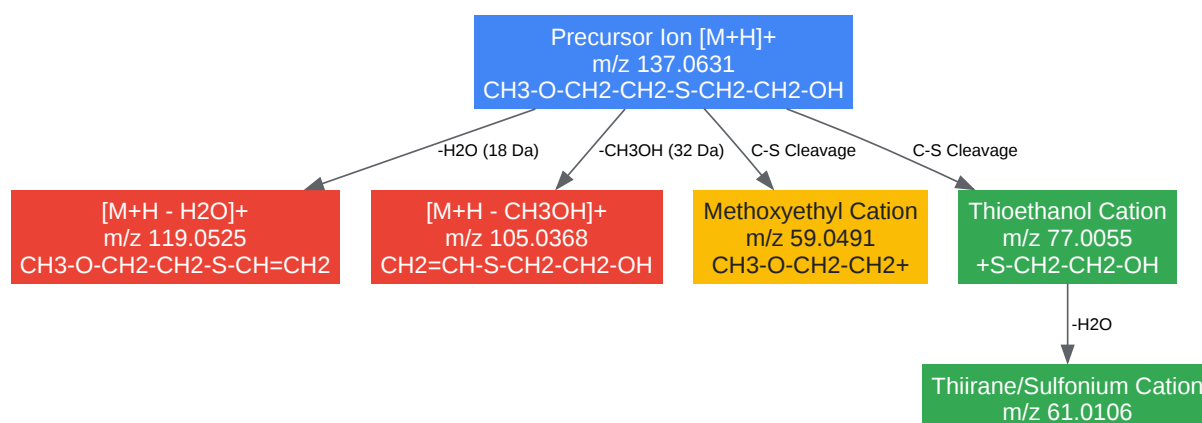 Precursor Ion [M+H]+
m/z 137.0631
CH3-O-CH2-CH2-S-CH2-CH2-OH
-H2O (18 Da)
-CH3OH (32 Da)
C-S Cleavage
C-S Cleavage
[M+H - H2O]+
m/z 119.0525
CH3-O-CH2-CH2-S-CH=CH2
[M+H - CH3OH]+
m/z 105.0368
CH2=CH-S-CH2-CH2-OH
Methoxyethyl Cation
m/z 59.0491
CH3-O-CH2-CH2+
Thioethanol Cation
m/z 77.0055
+S-CH2-CH2-OH
-H2O
Thiirane/Sulfonium Cation
m/z 61.0106